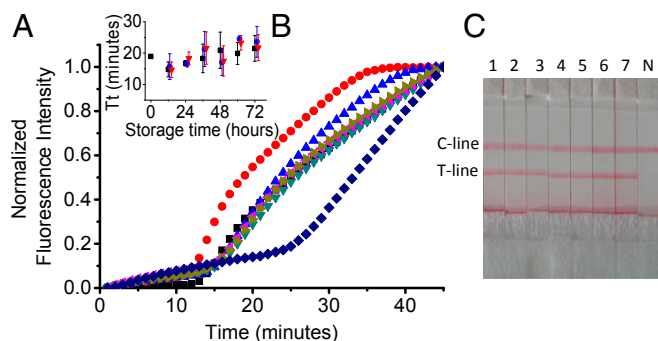 A
B
C
Tt (minutes)
30
20
10
0
0 24 48 72
Storage time (hours)
Normalized
Fluorescence Intensity
1.0
0.8
0.6
0.4
0.2
0.0
0 10 20 30 40
Time (minutes)
1 2 3 4 5 6 7 N
C-line
T-line